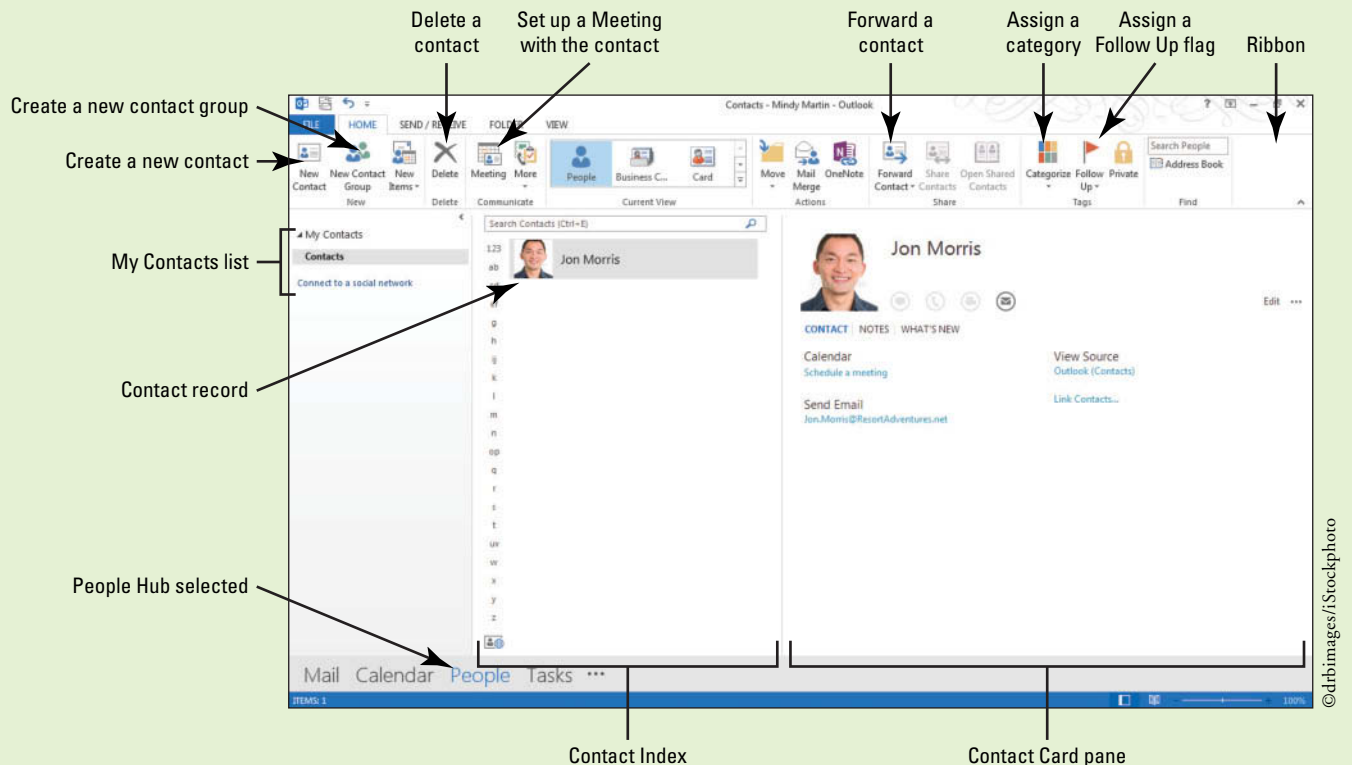 Delete a
contact
Set up a Meeting
with the contact
Forward a
contact
Assign a
category
Assign a
Follow Up flag
Ribbon
Create a new contact group
Create a new contact
My Contacts list
Contact record
People Hub selected
Contacts - Mindy Martin - Outlook
FILE HOME SEND / RECEIVE FOLDER VIEW
New
Contact
New Contact
Group
New
Items
Delete
Meeting
More
People
Business C...
Card
Move
Mail
Merge
OneNote
Forward
Contact
Share
Contacts
Open Shared
Contacts
Categorize
Follow
Up
Private
Search People
Address Book
New Delete Communicate Current View Actions Share Tags Find
My Contacts
Contacts
Connect to a social network
Search Contacts (Ctrl+E)
123
ab
g
h
ij
k
l
m
n
op
q
r
s
t
uv
w
x
y
z
Jon Morris
Jon Morris
Edit
CONTACT NOTES WHAT'S NEW
Calendar
Schedule a meeting
Send Email
Jon.Morris@ResortAdventures.net
View Source
Outlook (Contacts)
Link Contacts...
Mail Calendar People Tasks
ITEMS: 1
100%
Contact Index
Contact Card pane
©drbimages/iStockphoto